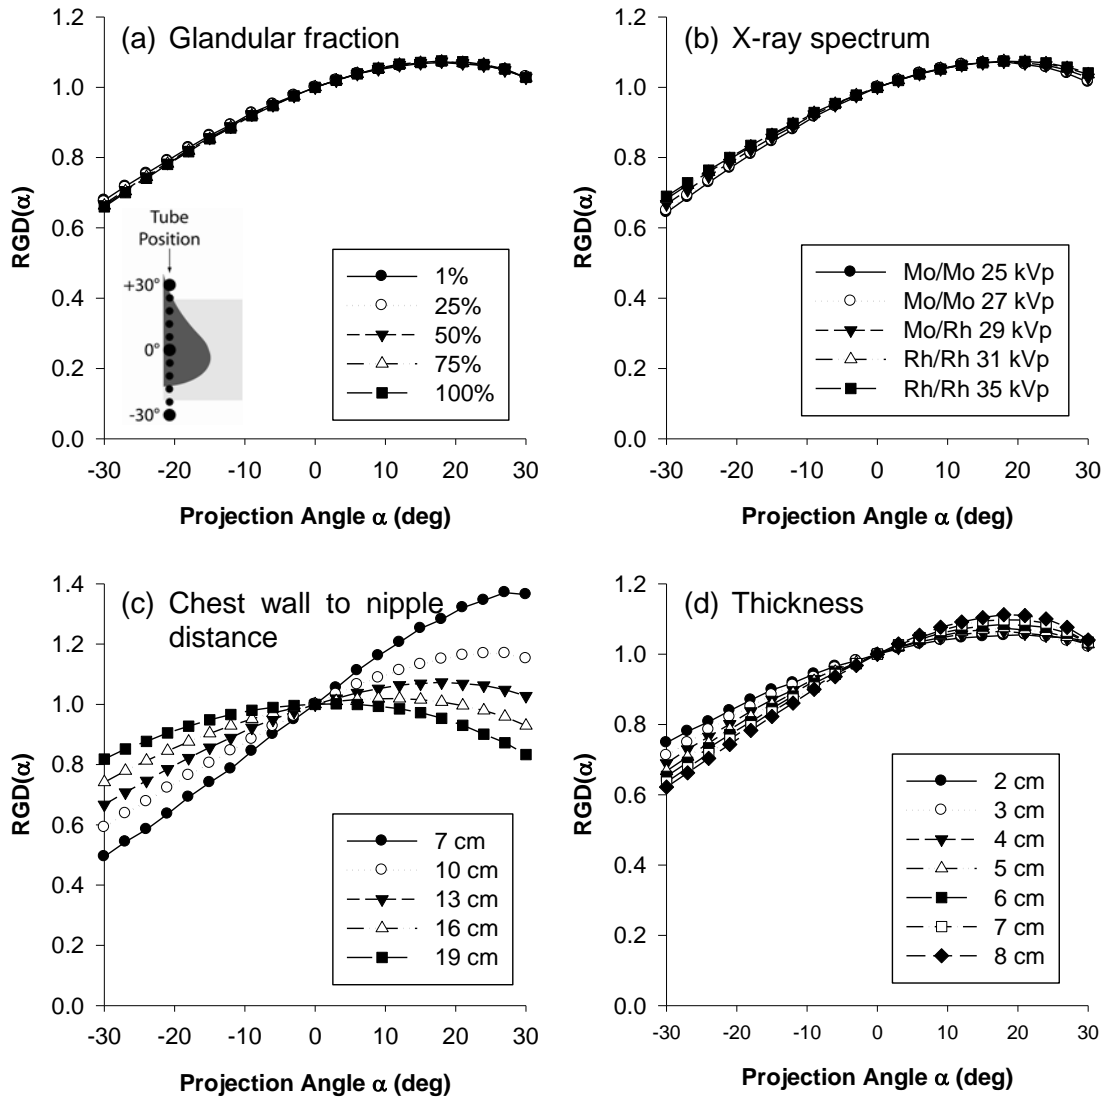 (a) Glandular fraction
1.2
1.0
0.8
0.6
0.4
0.2
0.0
RGD(α)
Tube
Position
+30°
0°
-30°
1%
25%
50%
75%
100%
-30 -20 -10 0 10 20 30
Projection Angle α (deg)
(b) X-ray spectrum
1.2
1.0
0.8
0.6
0.4
0.2
0.0
RGD(α)
Mo/Mo 25 kVp
Mo/Mo 27 kVp
Mo/Rh 29 kVp
Rh/Rh 31 kVp
Rh/Rh 35 kVp
-30 -20 -10 0 10 20 30
Projection Angle α (deg)
(c) Chest wall to nipple
distance
1.4
1.2
1.0
0.8
0.6
0.4
0.2
0.0
RGD(α)
7 cm
10 cm
13 cm
16 cm
19 cm
-30 -20 -10 0 10 20 30
Projection Angle α (deg)
(d) Thickness
1.2
1.0
0.8
0.6
0.4
0.2
0.0
RGD(α)
2 cm
3 cm
4 cm
5 cm
6 cm
7 cm
8 cm
-30 -20 -10 0 10 20 30
Projection Angle α (deg)